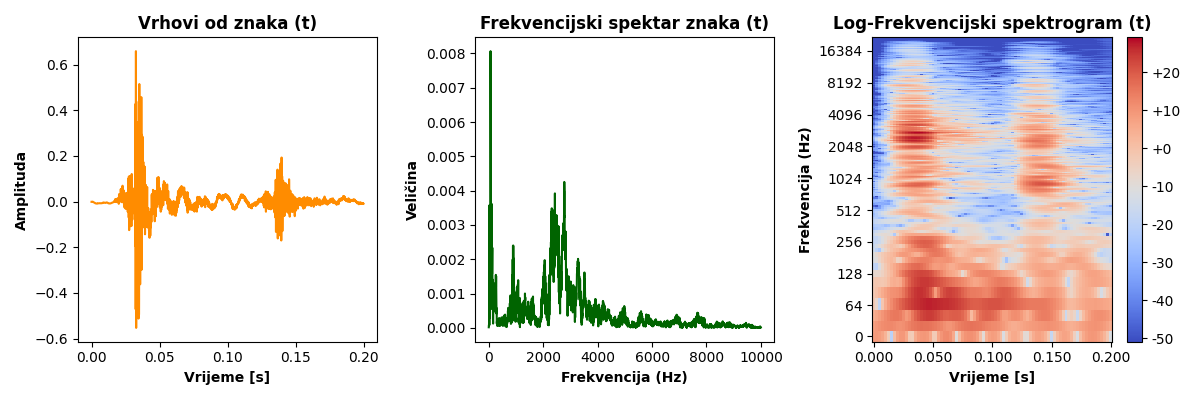 Vrhovi od znaka (t)
0.6
0.4
0.2
0.0
−0.2
−0.4
−0.6
Amplituda
0.00 0.05 0.10 0.15 0.20
Vrijeme [s]
Frekvencijski spektar znaka (t)
0.008
0.007
0.006
0.005
0.004
0.003
0.002
0.001
0.000
Veličina
0 2000 4000 6000 8000 10000
Frekvencija (Hz)
Log-Frekvencijski spektrogram (t)
16384
8192
4096
2048
1024
512
256
128
64
0
Frekvencija (Hz)
0.000 0.050 0.100 0.150 0.200
Vrijeme [s]
+20
+10
+0
-10
-20
-30
-40
-50